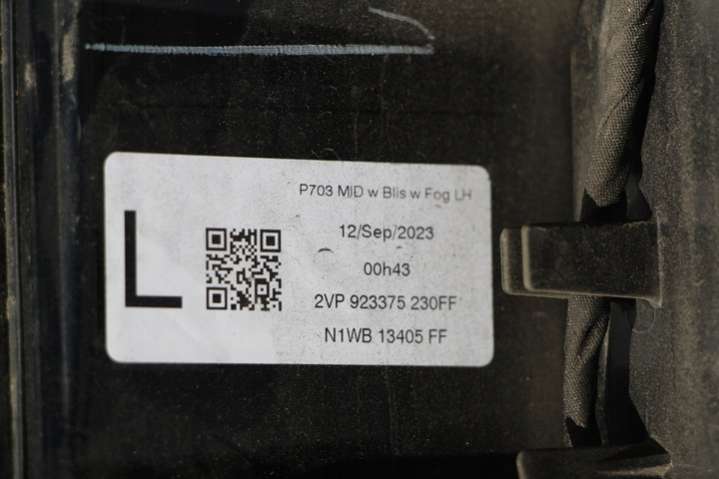 P703 MID w Blis w Fog LH
L
12/Sep/2023
00h43
2VP 923375 230FF
N1WB 13405 FF